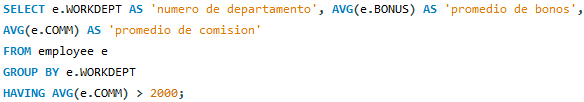 SELECT e.WORKDEPT AS 'numero de departamento', AVG(e.BONUS) AS 'promedio de bonos',
AVG(e.COMM) AS 'promedio de comision'
FROM employee e
GROUP BY e.WORKDEPT
HAVING AVG(e.COMM) > 2000;